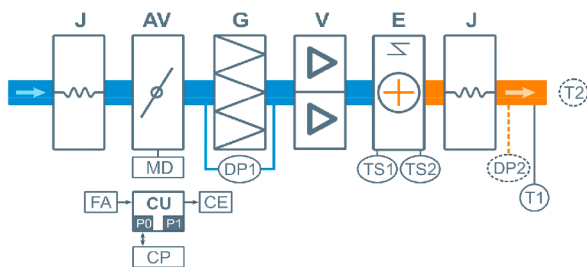 J AV G V E J
T2
MD DP1 TS1 TS2 DP2
T1
FA CU CE
P0 P1
CP